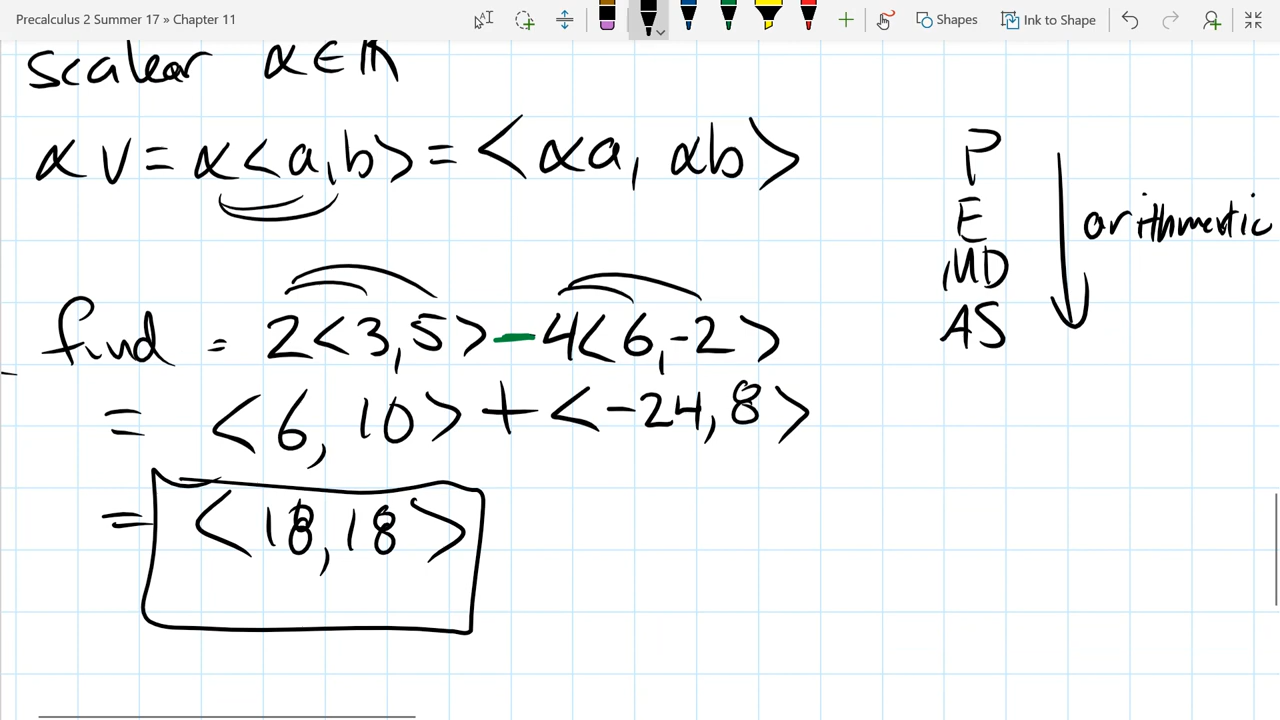 Precalculus 2 Summer 17 » Chapter 11
Shapes
Ink to Shape
scalar α∈ℝ
αv = α<a,b> = <αa, αb>
P
E
MD
AS
arithmetic
find = 2<3,5> - 4<6,-2>
= <6,10> + <-24,8>
= <18,18>